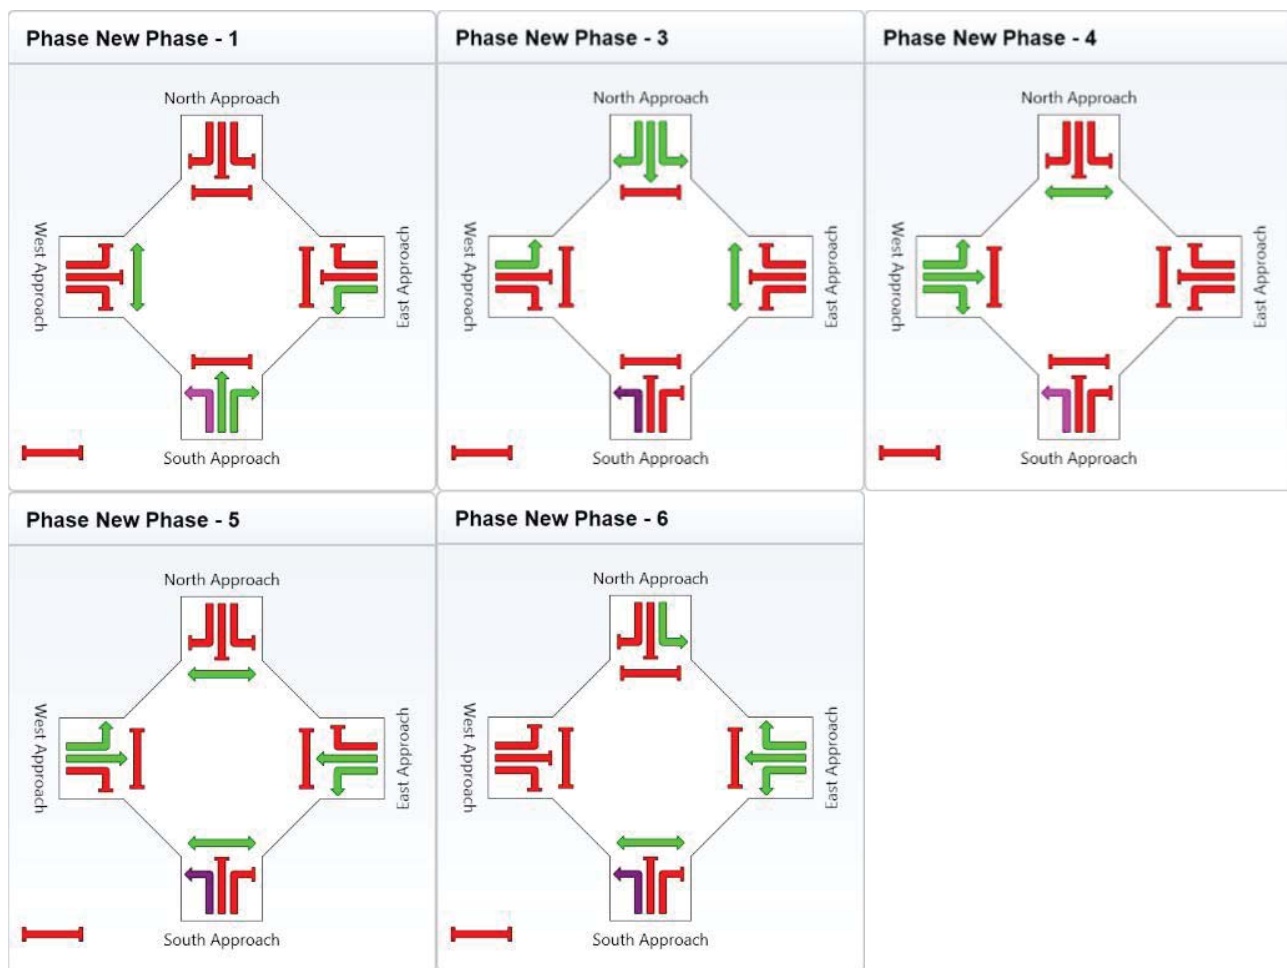 Phase New Phase - 1
North Approach
West Approach
East Approach
South Approach
Phase New Phase - 3
North Approach
West Approach
East Approach
South Approach
Phase New Phase - 4
North Approach
West Approach
East Approach
South Approach
Phase New Phase - 5
North Approach
West Approach
East Approach
South Approach
Phase New Phase - 6
North Approach
West Approach
East Approach
South Approach